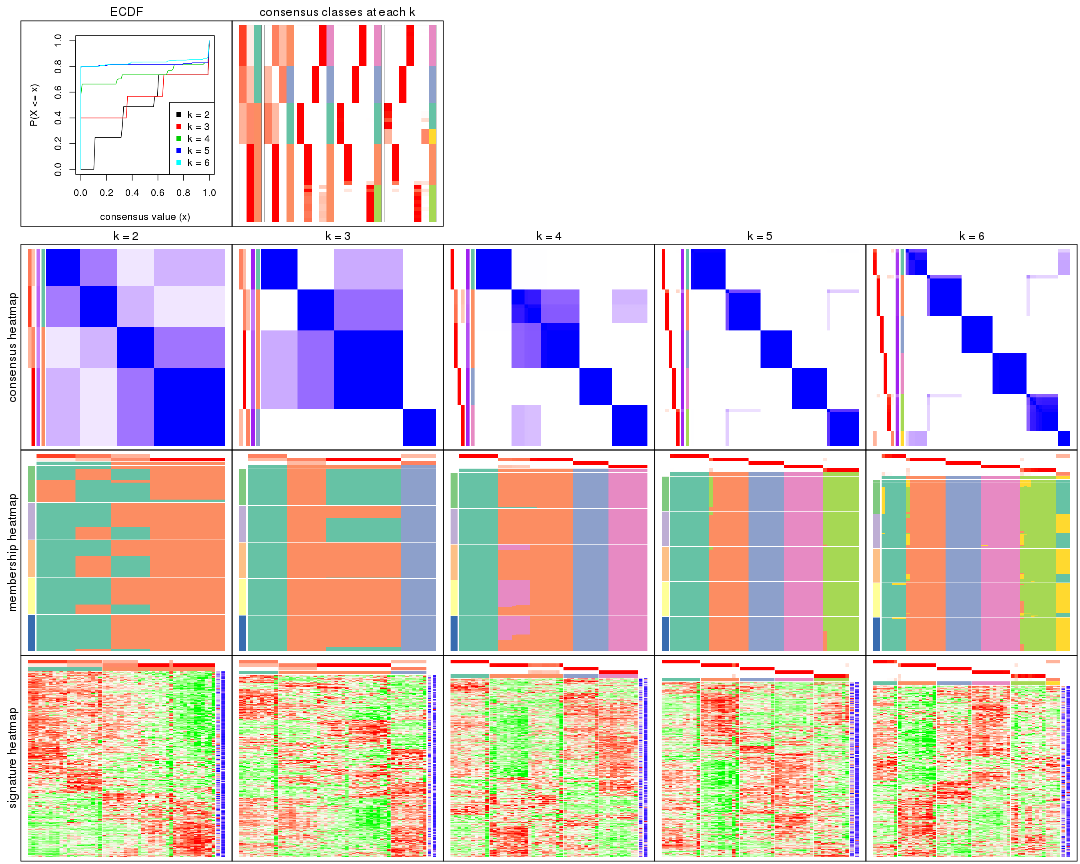 ECDF
consensus classes at each k
P(X <= x)
1.0
0.8
0.6
0.4
0.2
0.0
k = 2
k = 3
k = 4
k = 5
k = 6
0.0 0.2 0.4 0.6 0.8 1.0
consensus value (x)
k = 2
k = 3
k = 4
k = 5
k = 6
consensus heatmap
membership heatmap
signature heatmap